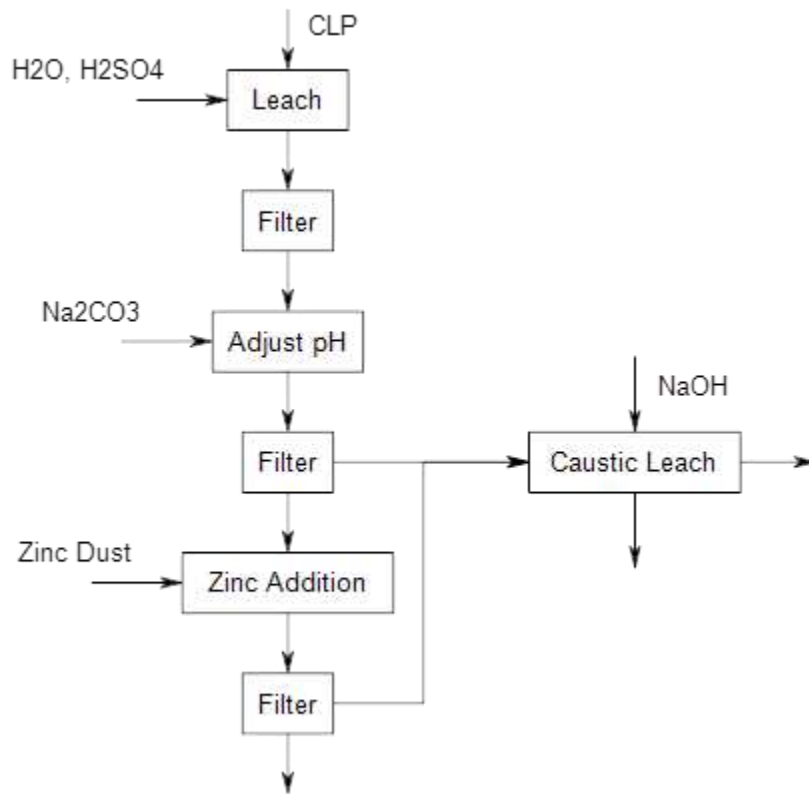 CLP
H2O, H2SO4
Leach
Filter
Na2CO3
Adjust pH
NaOH
Filter
Caustic Leach
Zinc Dust
Zinc Addition
Filter